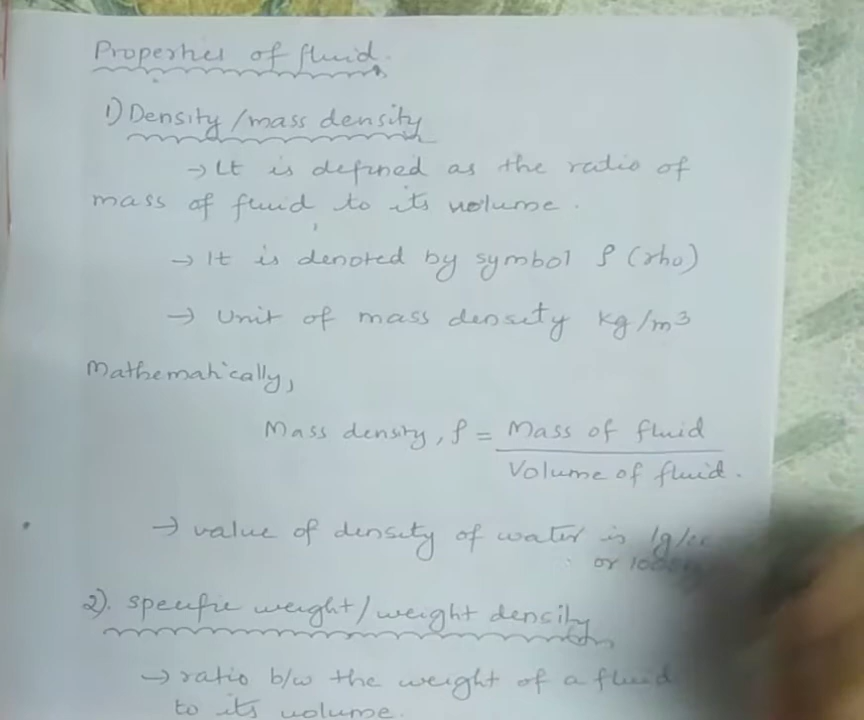 Properties of fluid.
1) Density/mass density
→ It is defined as the ratio of
mass of fluid to its volume.
→ It is denoted by symbol ρ (rho)
→ Unit of mass density kg/m³
Mathematically,
Mass density, ρ = Mass of fluid
Volume of fluid.
→ value of density of water is 1g/cc
or
2). specific weight/weight density
→ ratio b/w the weight of a fluid
to its volume.